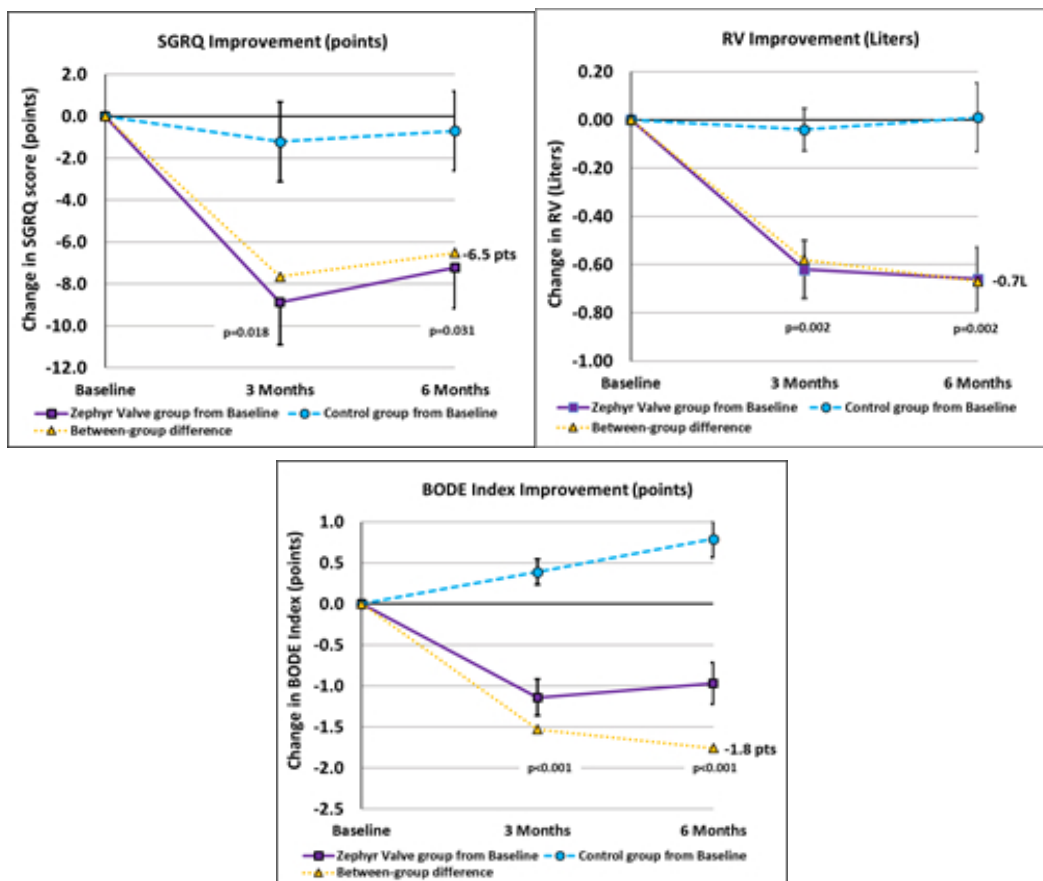 SGRQ Improvement (points)
Change in SGRQ score (points)
2.0
0.0
-2.0
-4.0
-6.0
-8.0
-10.0
-12.0
-6.5 pts
p=0.018
p=0.031
Baseline
3 Months
6 Months
Zephyr Valve group from Baseline
Control group from Baseline
Between-group difference
RV Improvement (Liters)
Change in RV (Liters)
0.20
0.00
-0.20
-0.40
-0.60
-0.80
-1.00
-0.7L
p=0.002
p=0.002
Baseline
3 Months
6 Months
Zephyr Valve group from Baseline
Control group from Baseline
Between-group difference
BODE Index Improvement (points)
Change in BODE Index (points)
1.0
0.5
0.0
-0.5
-1.0
-1.5
-2.0
-2.5
-1.8 pts
p<0.001
p<0.001
Baseline
3 Months
6 Months
Zephyr Valve group from Baseline
Control group from Baseline
Between-group difference